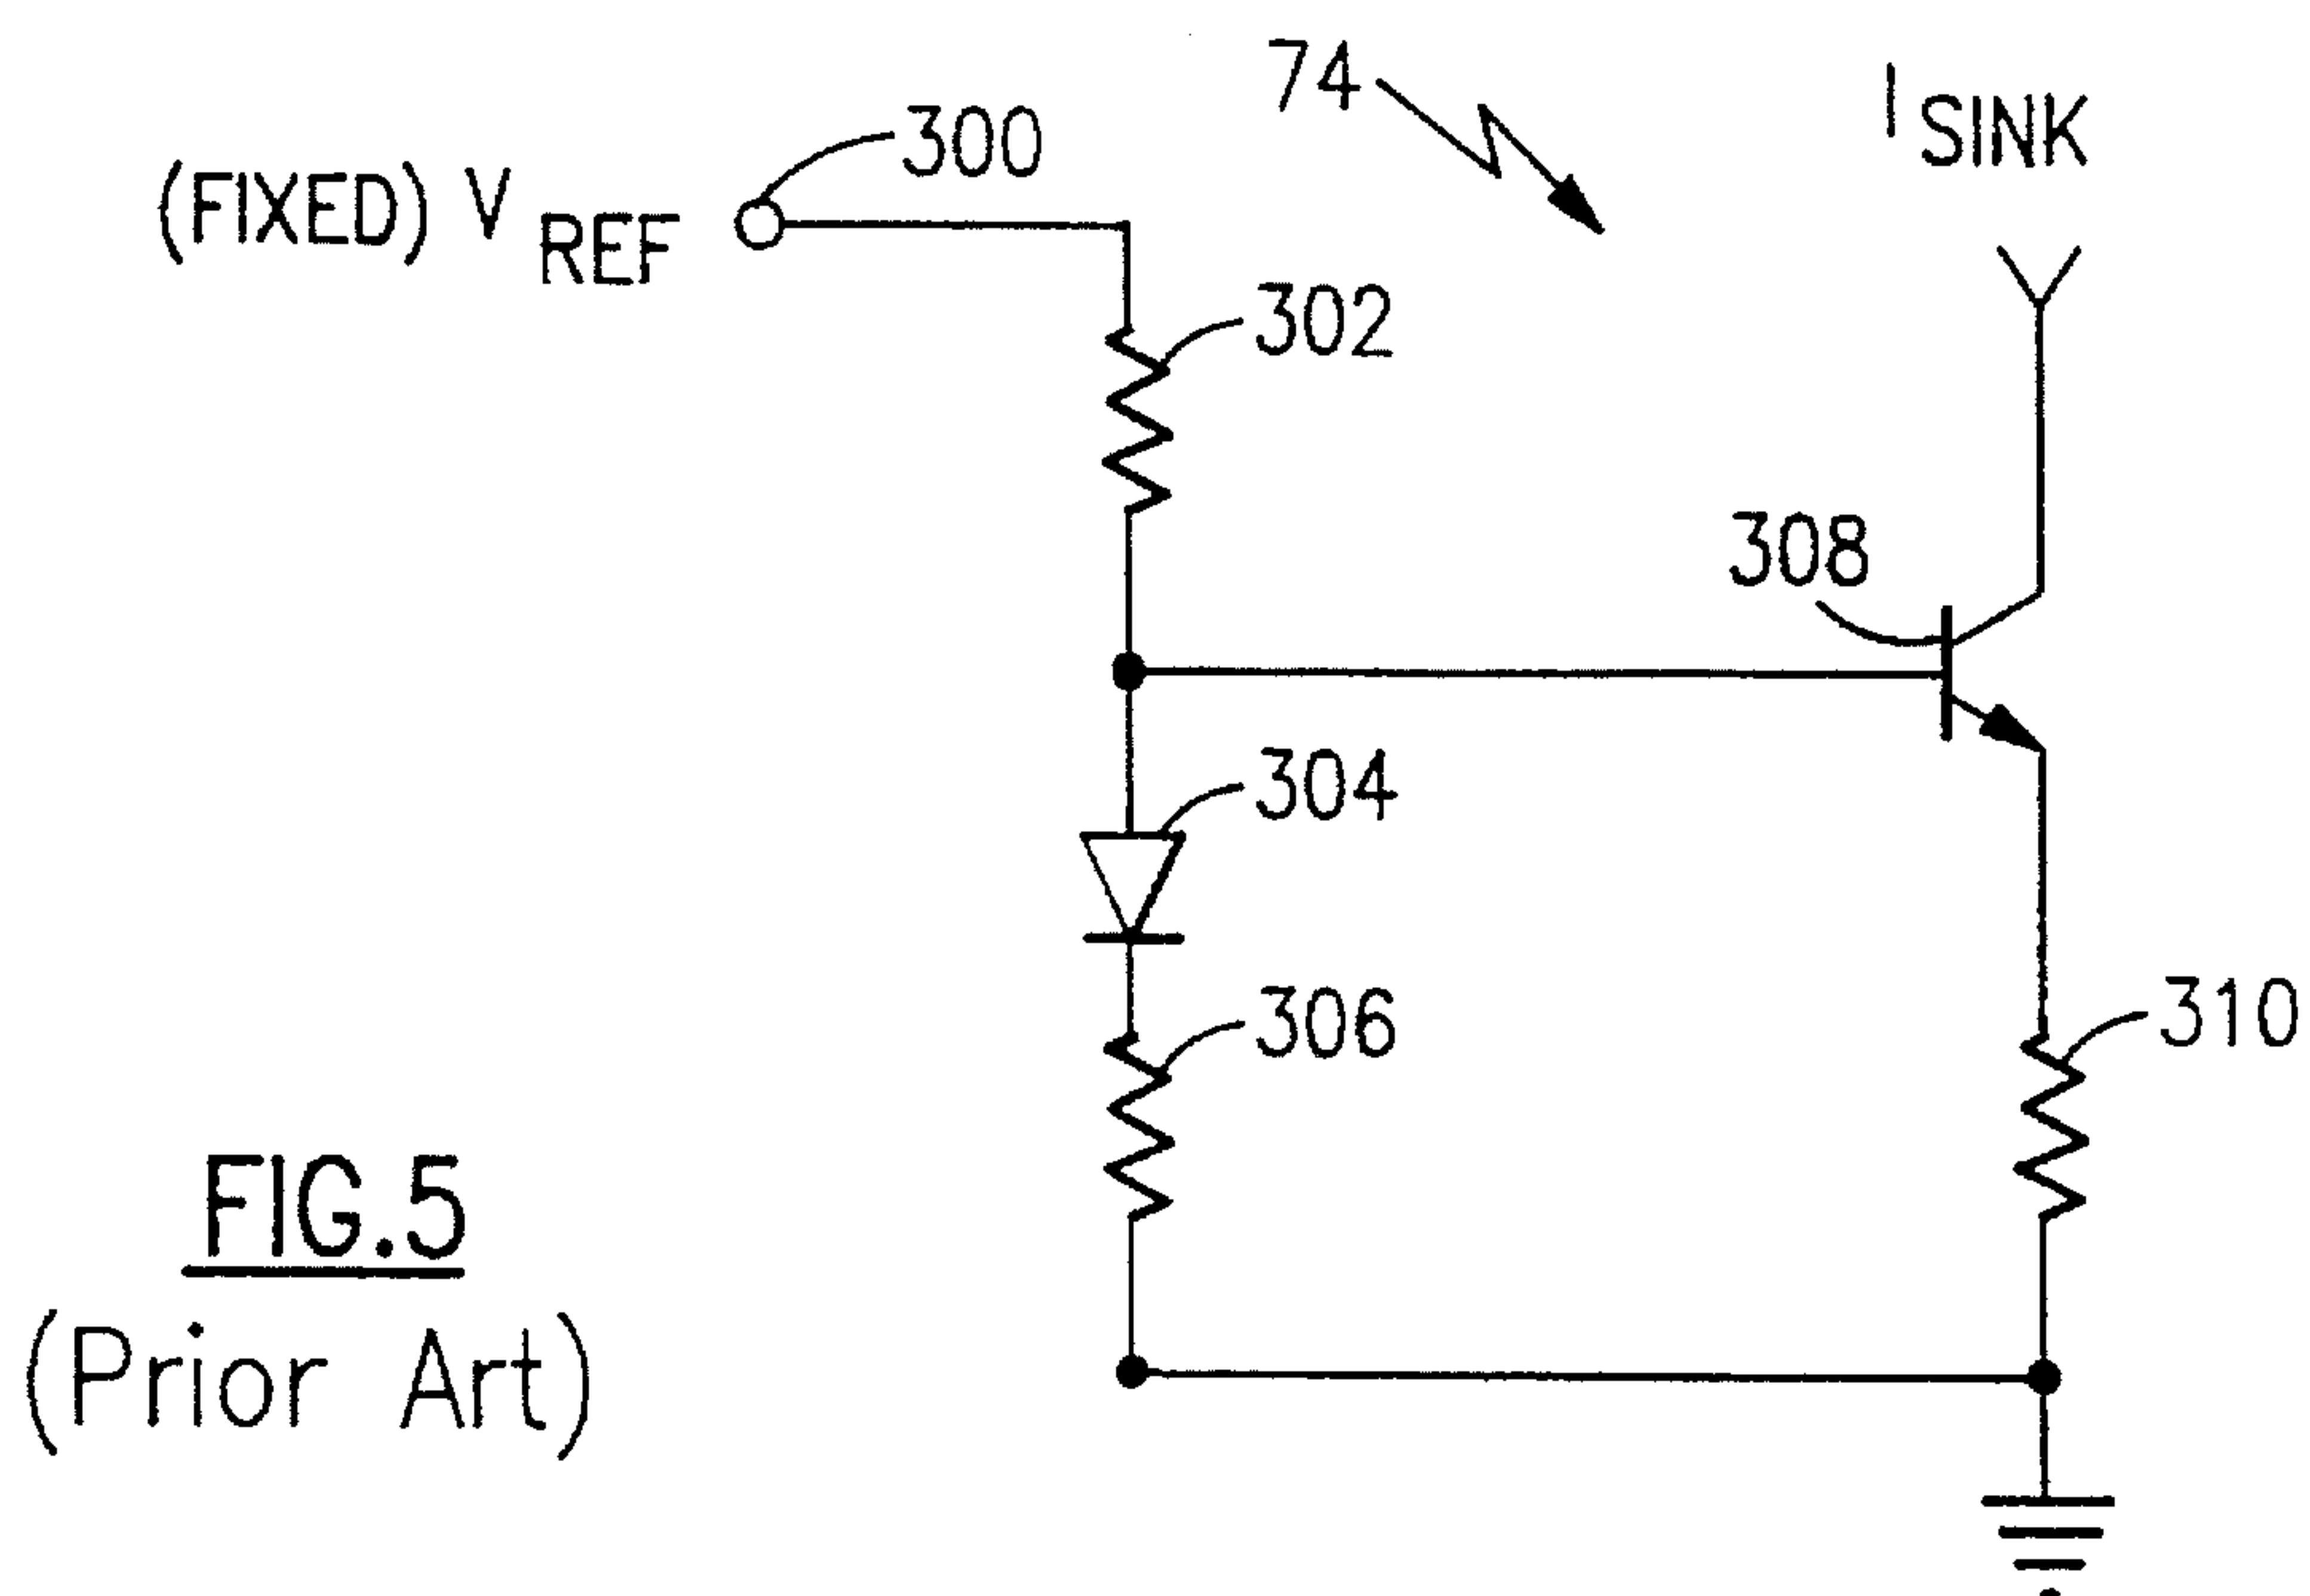 74
I SINK
300
(FIXED) V REF
302
308
304
306
310
FIG.5
(Prior Art)